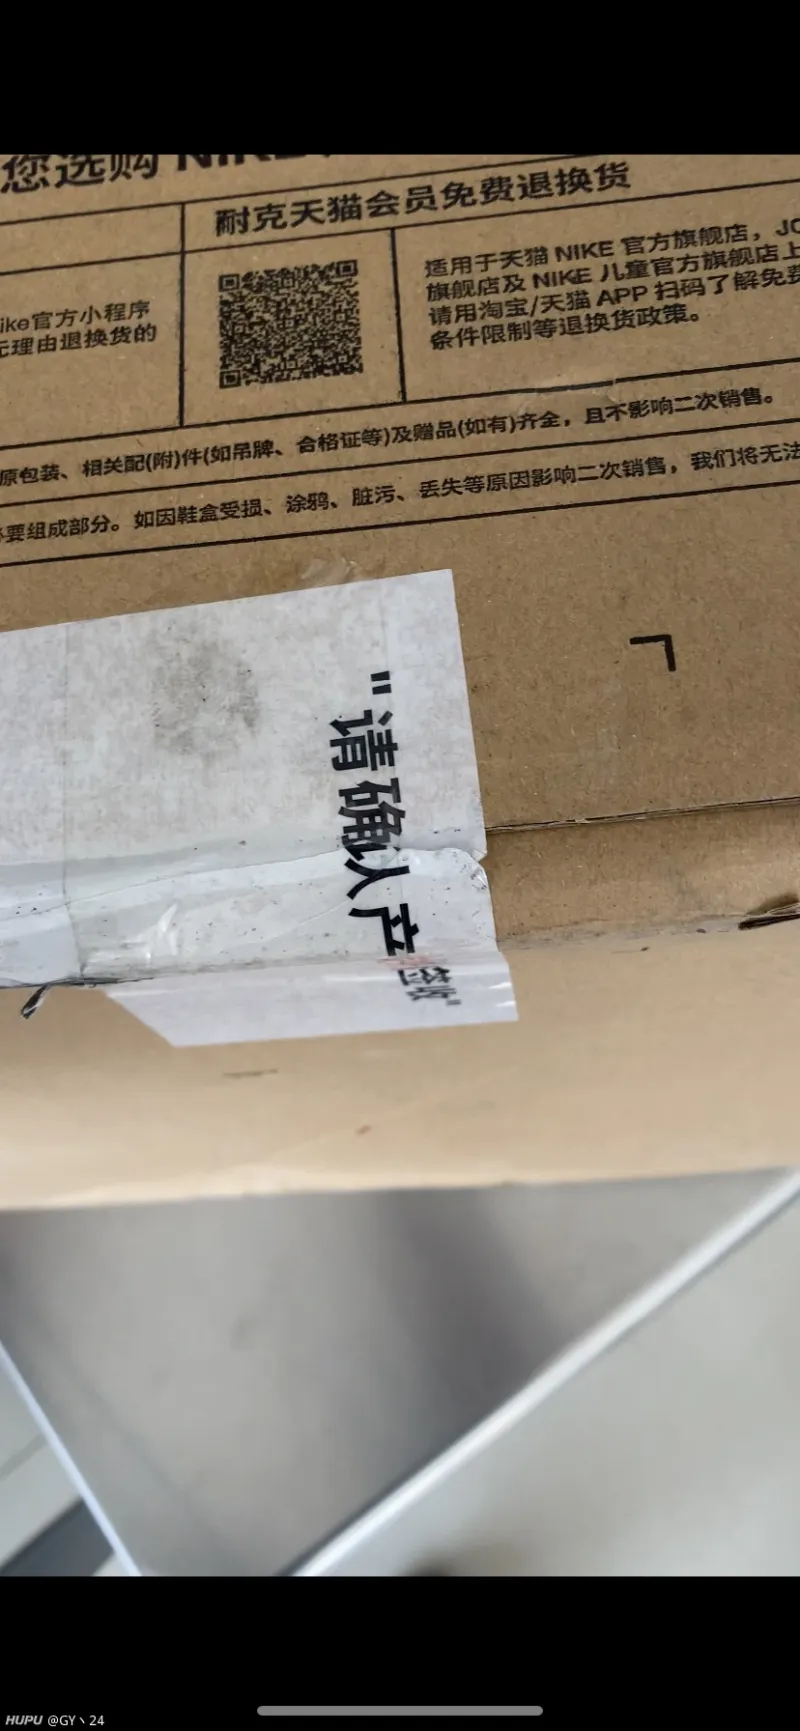 您选购 NIKE
耐克天猫会员免费退换货
ike官方小程序
无理由退换货的
适用于天猫 NIKE 官方旗舰店，JO
旗舰店及 NIKE 儿童官方旗舰店上
请用淘宝/天猫 APP 扫码了解免费
条件限制等退换货政策。
原包装、相关配(附)件(如吊牌、合格证等)及赠品(如有)齐全，且不影响二次销售。
要组成部分。如因鞋盒受损、涂鸦、脏污、丢失等原因影响二次销售，我们将无法
"请确认产
签收"
HUPU @GY丶24